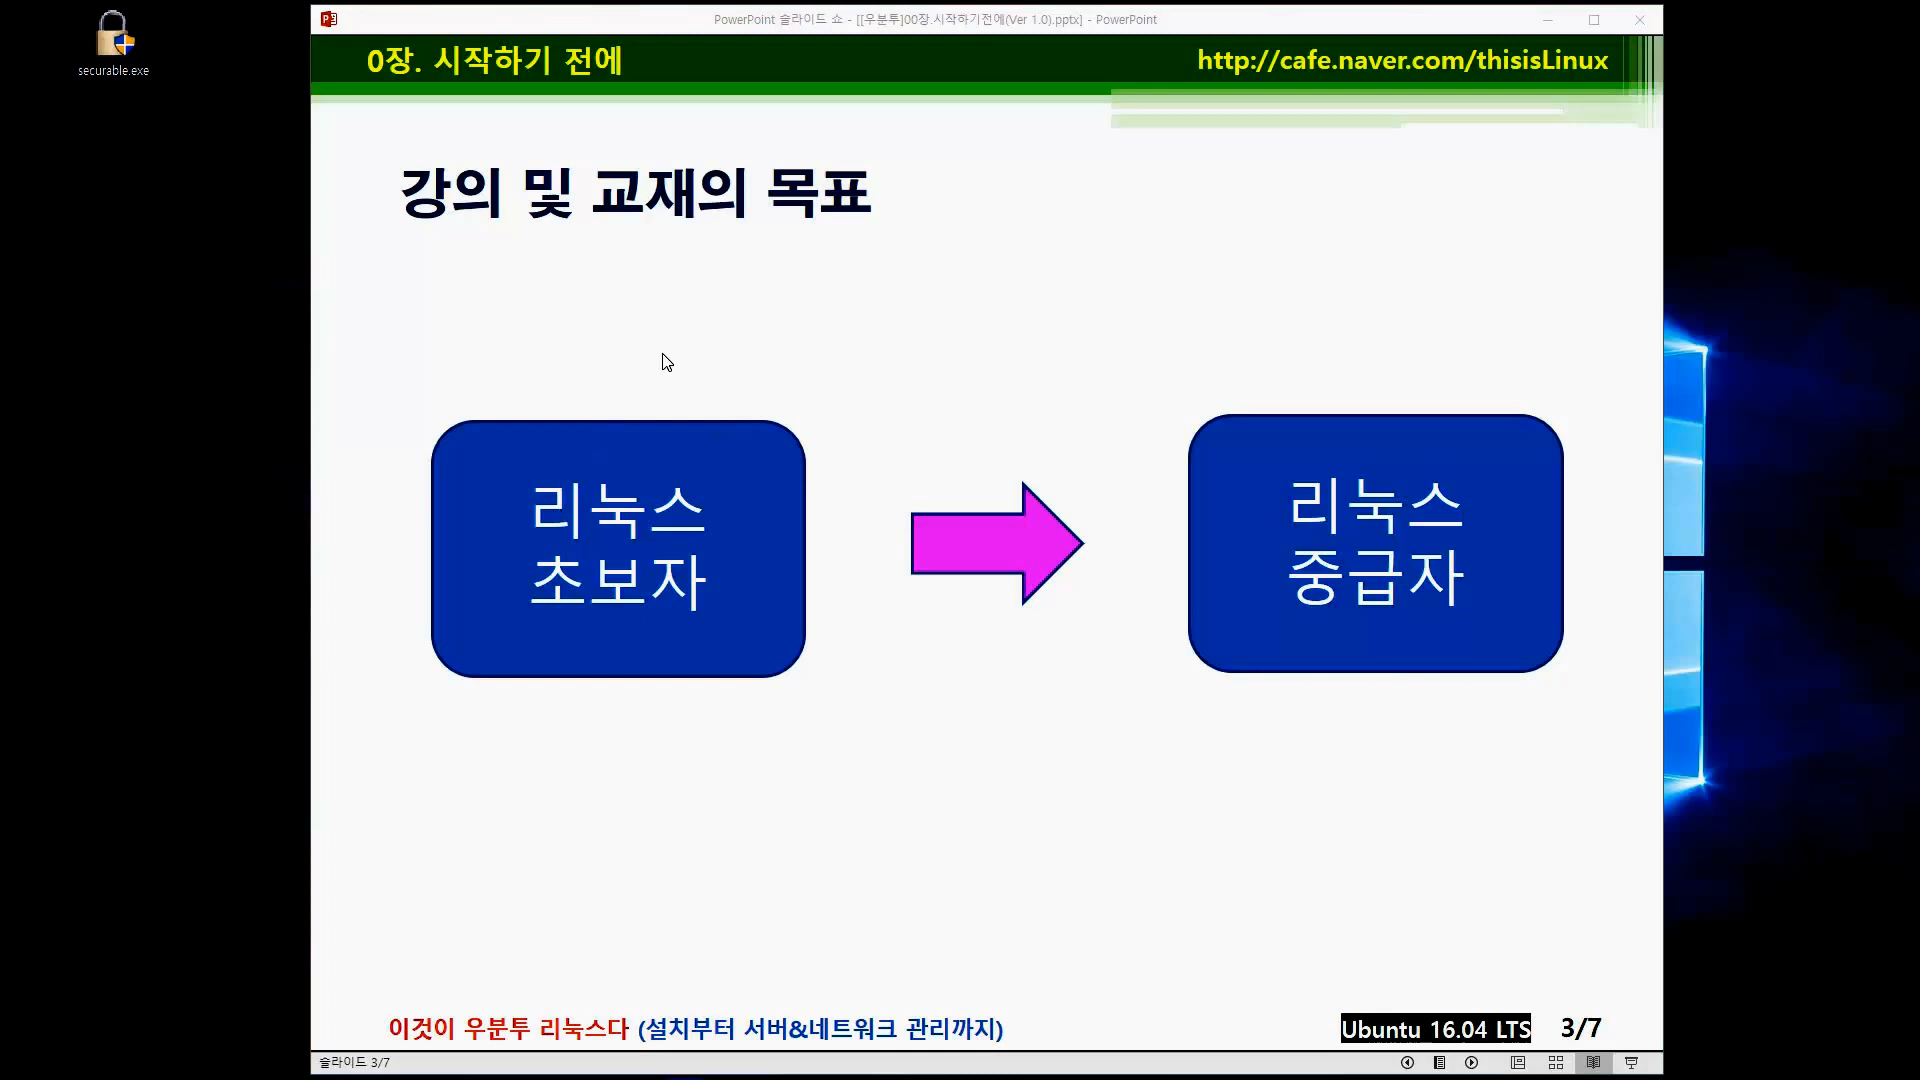 securable.exe
PowerPoint 슬라이드 쇼 - [[우분투]00장.시작하기전에(Ver 1.0).pptx] - PowerPoint
0장. 시작하기 전에
http://cafe.naver.com/thisisLinux
강의 및 교재의 목표
리눅스
초보자
리눅스
중급자
이것이 우분투 리눅스다 (설치부터 서버&네트워크 관리까지)
Ubuntu 16.04 LTS
3/7
슬라이드 3/7